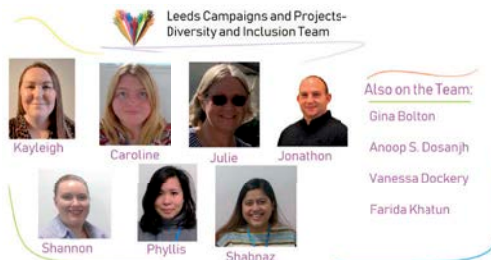 Leeds Campaigns and Projects-
Diversity and Inclusion Team
Kayleigh
Caroline
Julie
Jonathon
Shannon
Phyllis
Shahnaz
Also on the Team:
Gina Bolton
Anoop S. Dosanjh
Vanessa Dockery
Farida Khatun